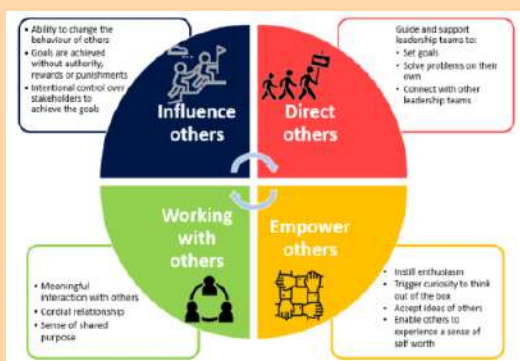 • Ability to change the
behaviour of others
• Goals are achieved
without authority,
rewards or punishments
• Intentional control over
stakeholders to
achieve the goals
Influence
others
Guide and support
leadership teams to:
• Set goals
• Solve problems on their
own
• Connect with other
leadership teams
Direct
others
Working with
others
• Meaningful
interaction with others
• Cordial relationship
• Sense of shared
purpose
Empower
others
• Instill enthusiasm
• Trigger curiosity to think
out of the box
• Accept ideas of others
• Enable others to
experience a sense of
self worth